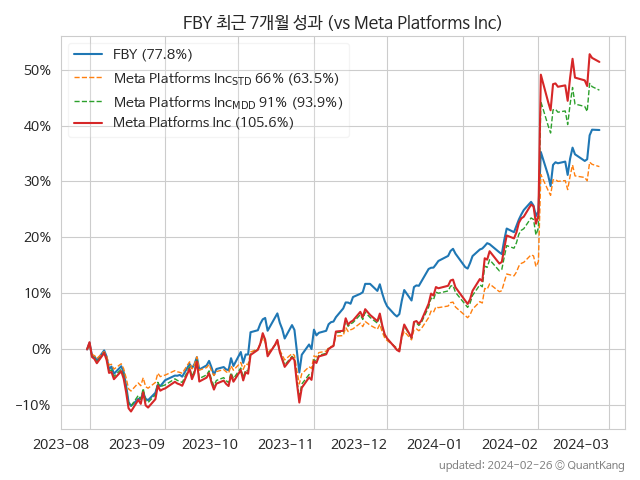 FBY 최근 7개월 성과 (vs Meta Platforms Inc)
FBY (77.8%)
Meta Platforms IncSTD 66% (63.5%)
Meta Platforms IncMDD 91% (93.9%)
Meta Platforms Inc (105.6%)
50%
40%
30%
20%
10%
0%
−10%
2023-08 2023-09 2023-10 2023-11 2023-12 2024-01 2024-02 2024-03
updated: 2024-02-26 © QuantKang